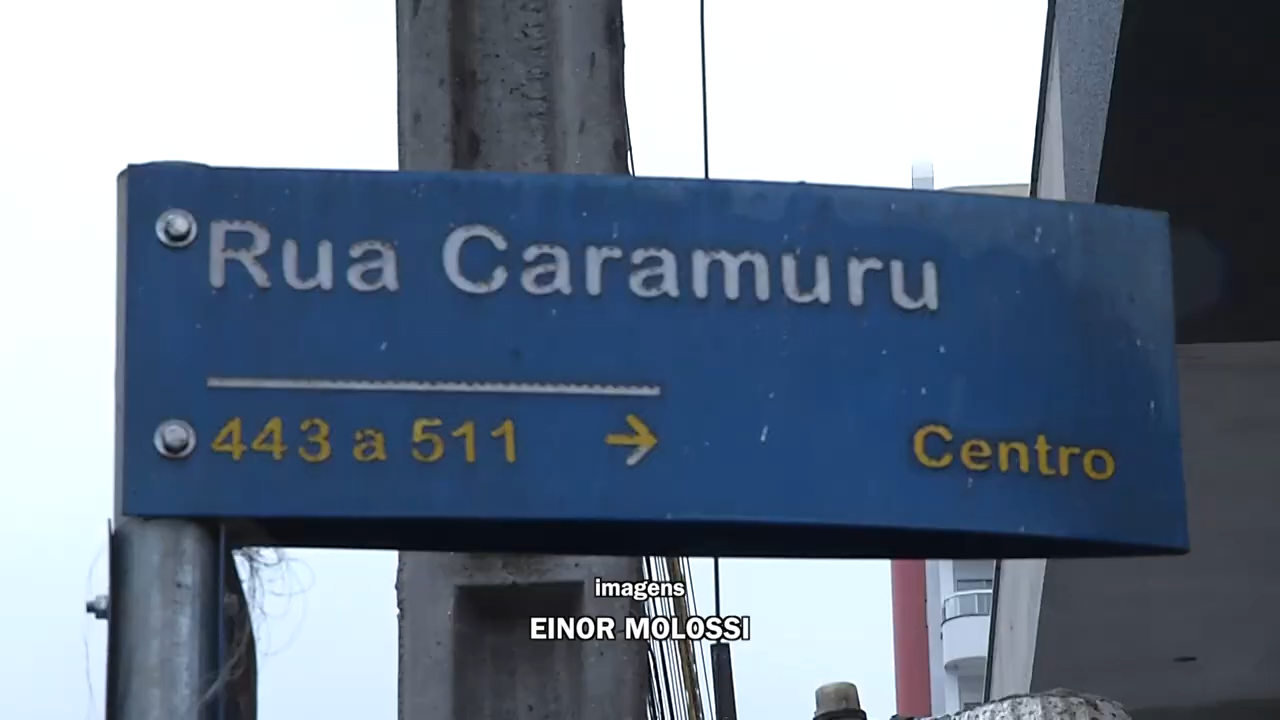 Rua Caramuru
443 a 511 → Centro
imagens
EINOR MOLOSSI